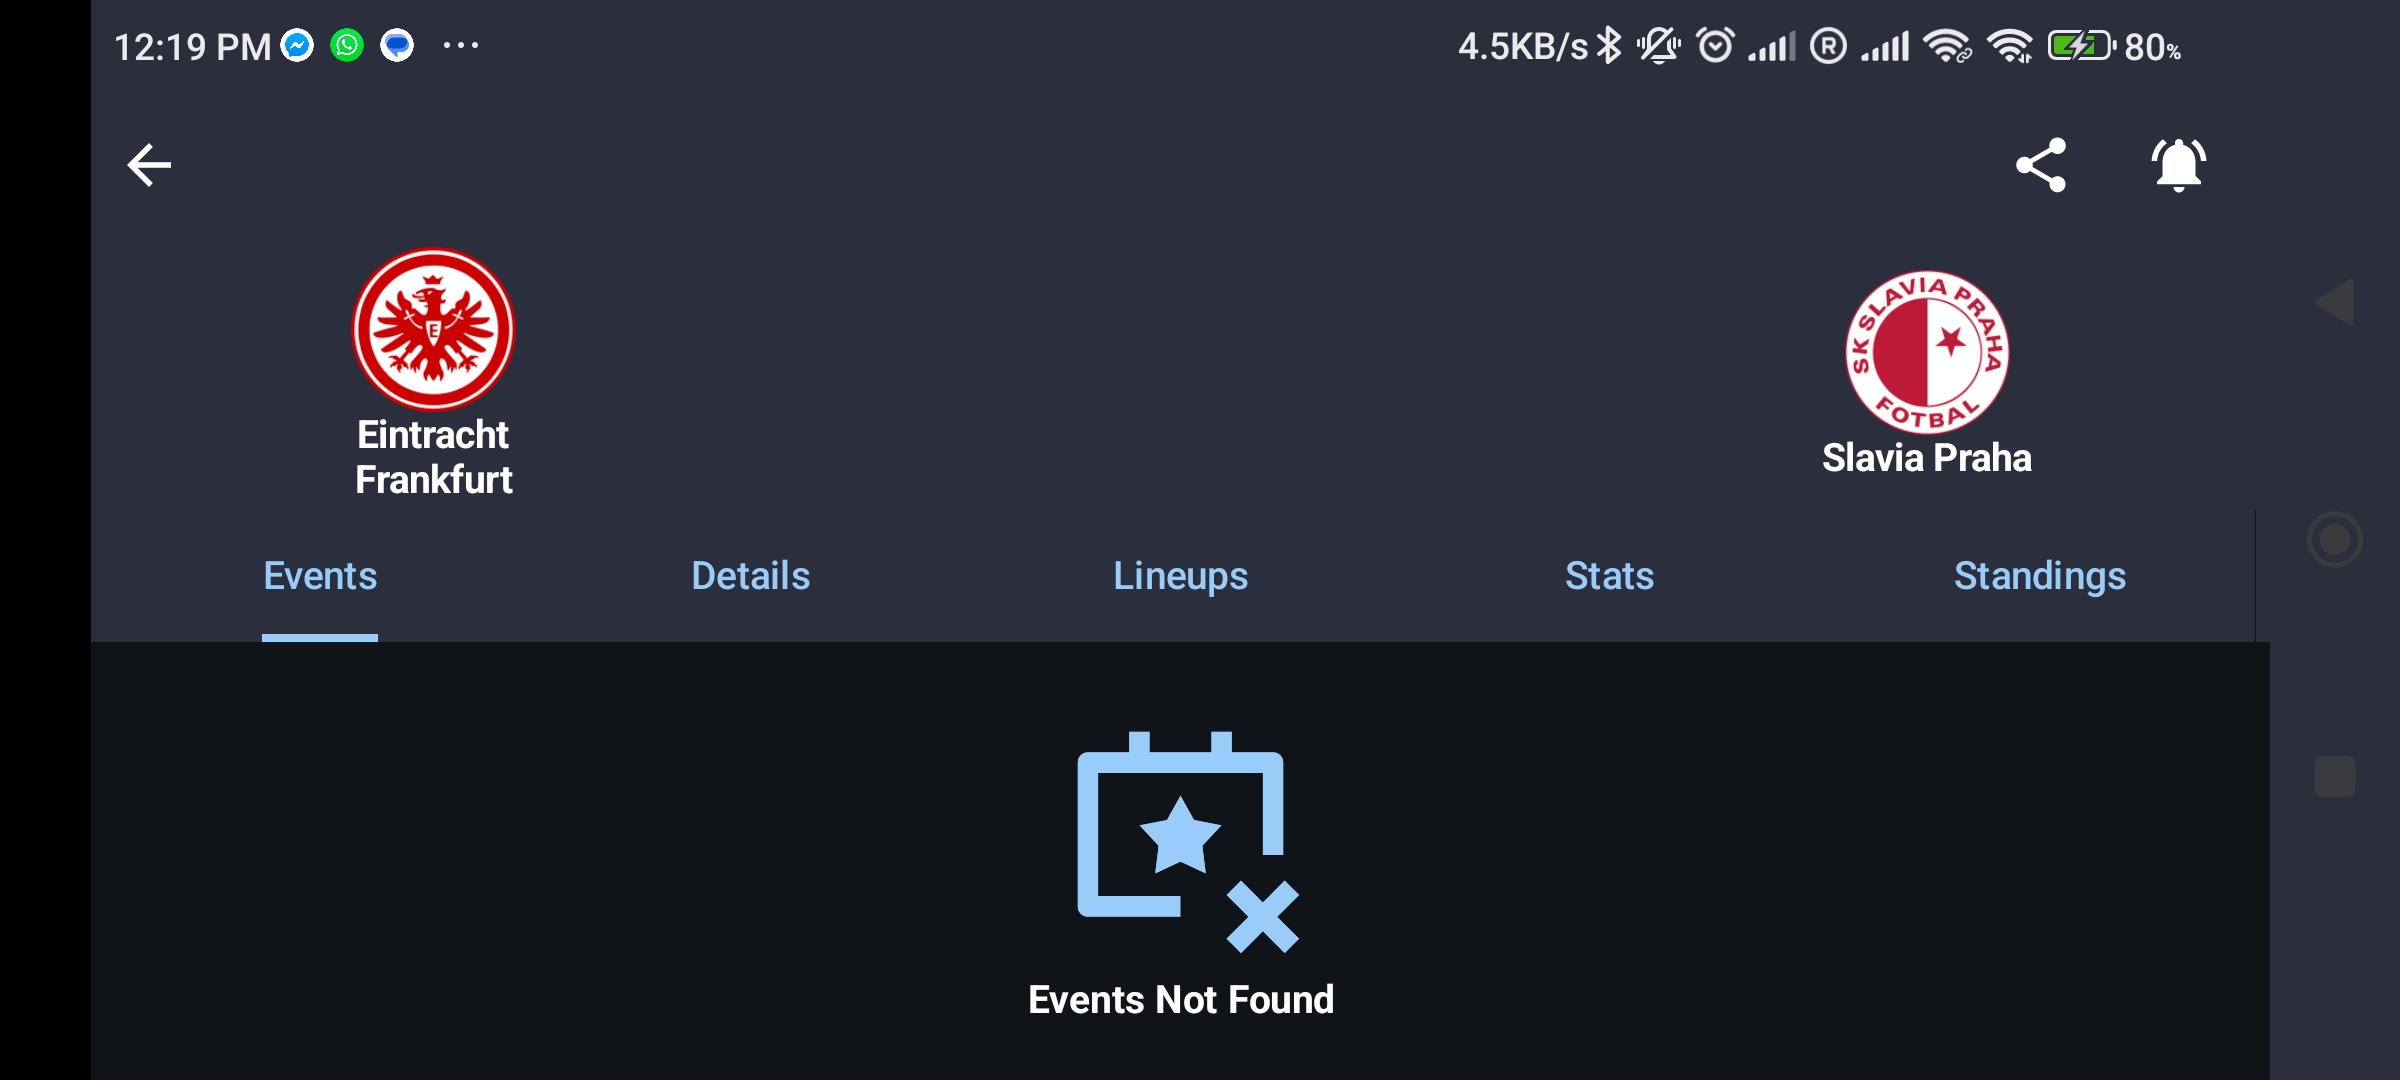 12:19 PM
4.5KB/s
R
80%
E
SK SLAVIA PRAHA
FOTBAL
Eintracht
Frankfurt
Slavia Praha
Events
Details
Lineups
Stats
Standings
Events Not Found